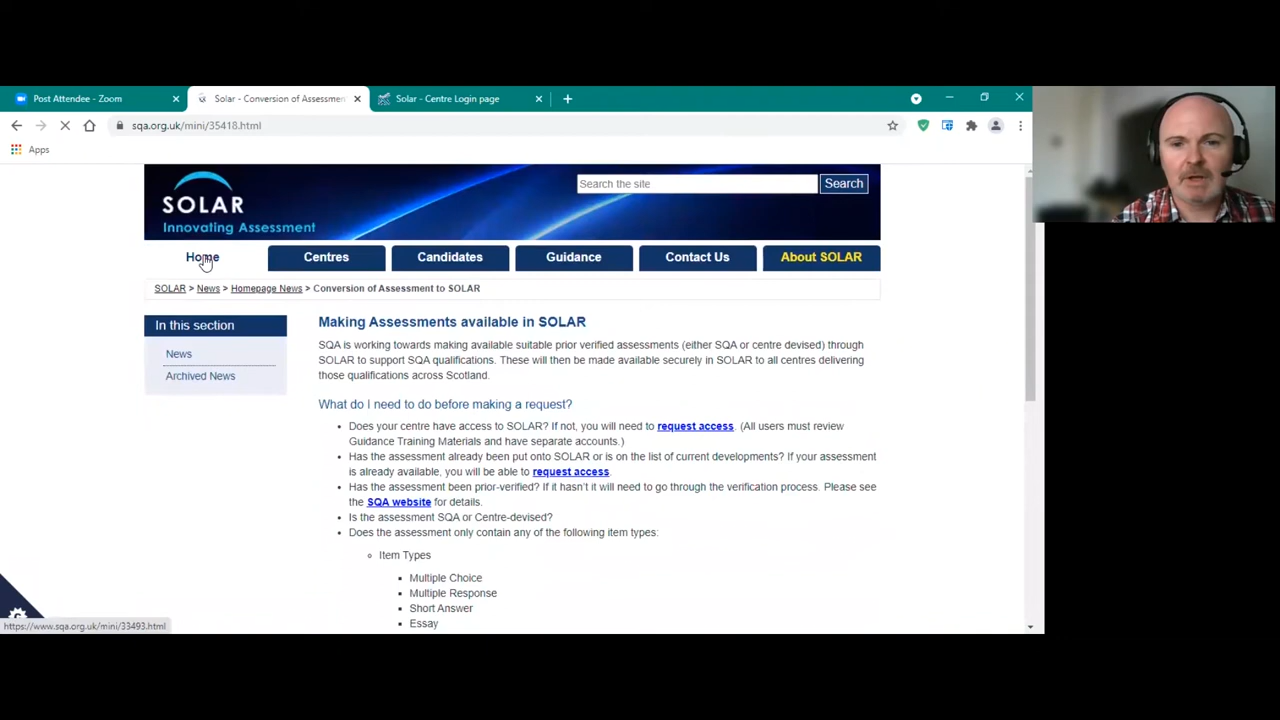 Post Attendee - Zoom
Solar - Conversion of Assessmen
Solar - Centre Login page
sqa.org.uk/mini/35418.html
Apps
SOLAR
Innovating Assessment
Search the site
Search
Home
Centres
Candidates
Guidance
Contact Us
About SOLAR
SOLAR > News > Homepage News > Conversion of Assessment to SOLAR
In this section
News
Archived News
Making Assessments available in SOLAR
SQA is working towards making available suitable prior verified assessments (either SQA or centre devised) through
SOLAR to support SQA qualifications. These will then be made available securely in SOLAR to all centres delivering
those qualifications across Scotland.
What do I need to do before making a request?
• Does your centre have access to SOLAR? If not, you will need to request access. (All users must review
Guidance Training Materials and have separate accounts.)
• Has the assessment already been put onto SOLAR or is on the list of current developments? If your assessment
is already available, you will be able to request access.
• Has the assessment been prior-verified? If it hasn't it will need to go through the verification process. Please see
the SQA website for details.
• Is the assessment SQA or Centre-devised?
• Does the assessment only contain any of the following item types:
Item Types
Multiple Choice
Multiple Response
Short Answer
Essay
https://www.sqa.org.uk/mini/33493.html